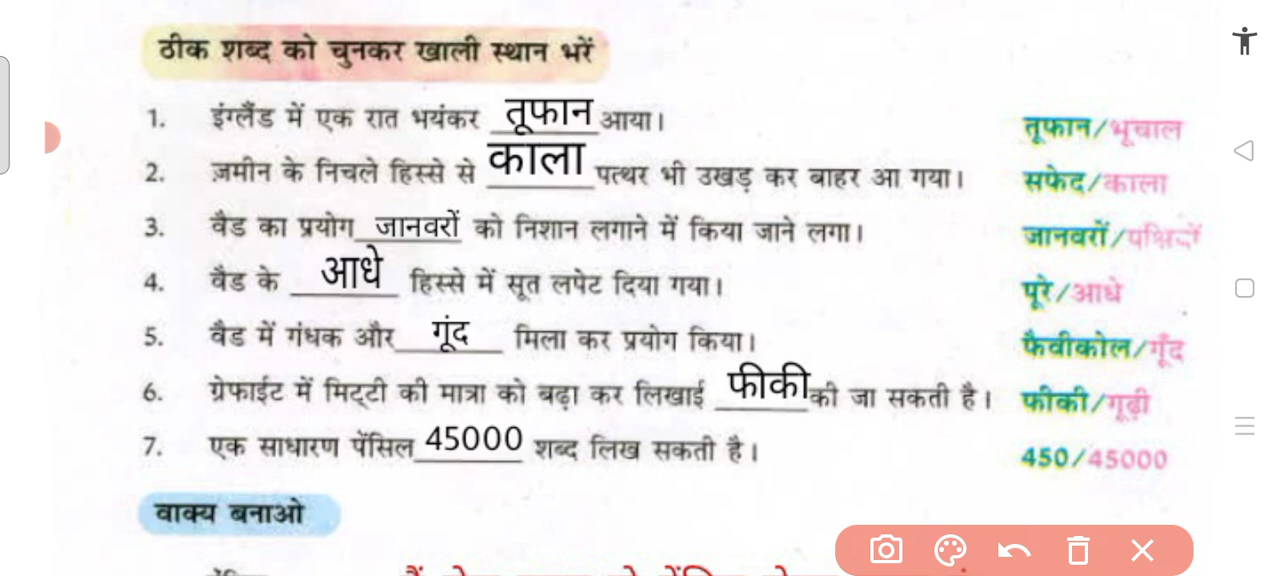 ठीक शब्द को चुनकर खाली स्थान भरें
1. इंग्लैंड में एक रात भयंकर तूफान आया। तूफान/भूचाल
2. ज़मीन के निचले हिस्से से काला पत्थर भी उखड़ कर बाहर आ गया। सफेद/काला
3. वैड का प्रयोग जानवरों को निशान लगाने में किया जाने लगा। जानवरों/पक्षियों
4. वैड के आधे हिस्से में सूत लपेट दिया गया। पूरे/आधे
5. वैड में गंधक और गूंद मिला कर प्रयोग किया। फैवीकोल/गूँद
6. ग्रेफाईट में मिट्टी की मात्रा को बढ़ा कर लिखाई फीकी की जा सकती है। फीकी/गूढ़ी
7. एक साधारण पेंसिल 45000 शब्द लिख सकती है। 450/45000
वाक्य बनाओ